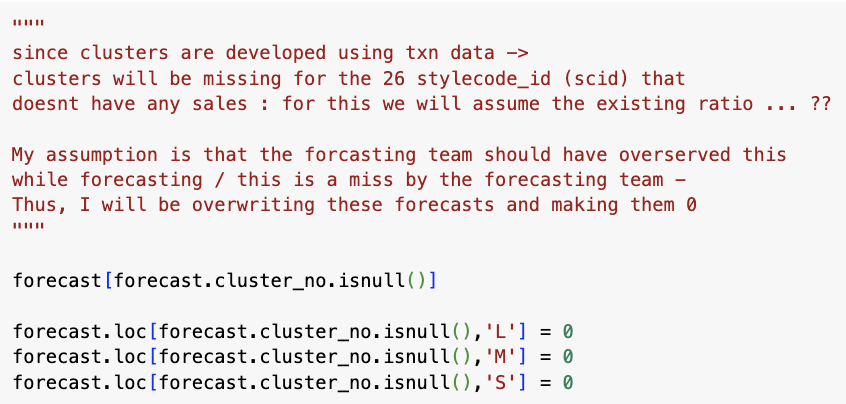 """
since clusters are developed using txn data ->
clusters will be missing for the 26 stylecode_id (scid) that
doesnt have any sales : for this we will assume the existing ratio ... ??

My assumption is that the forcasting team should have overserved this
while forecasting / this is a miss by the forecasting team -
Thus, I will be overwriting these forecasts and making them 0
"""

forecast[forecast.cluster_no.isnull()]

forecast.loc[forecast.cluster_no.isnull(),'L'] = 0
forecast.loc[forecast.cluster_no.isnull(),'M'] = 0
forecast.loc[forecast.cluster_no.isnull(),'S'] = 0